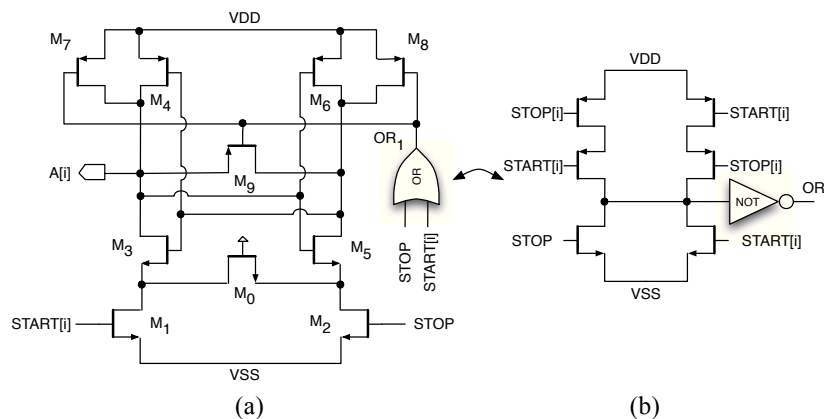 VDD
M7
M8
M4
M6
OR1
A[i]
M9
OR
M3
M5
STOP
START[i]
M0
START[i]
M1
M2
STOP
VSS
(a)
VDD
STOP[i]
START[i]
START[i]
STOP[i]
NOT
OR
STOP
START[i]
VSS
(b)